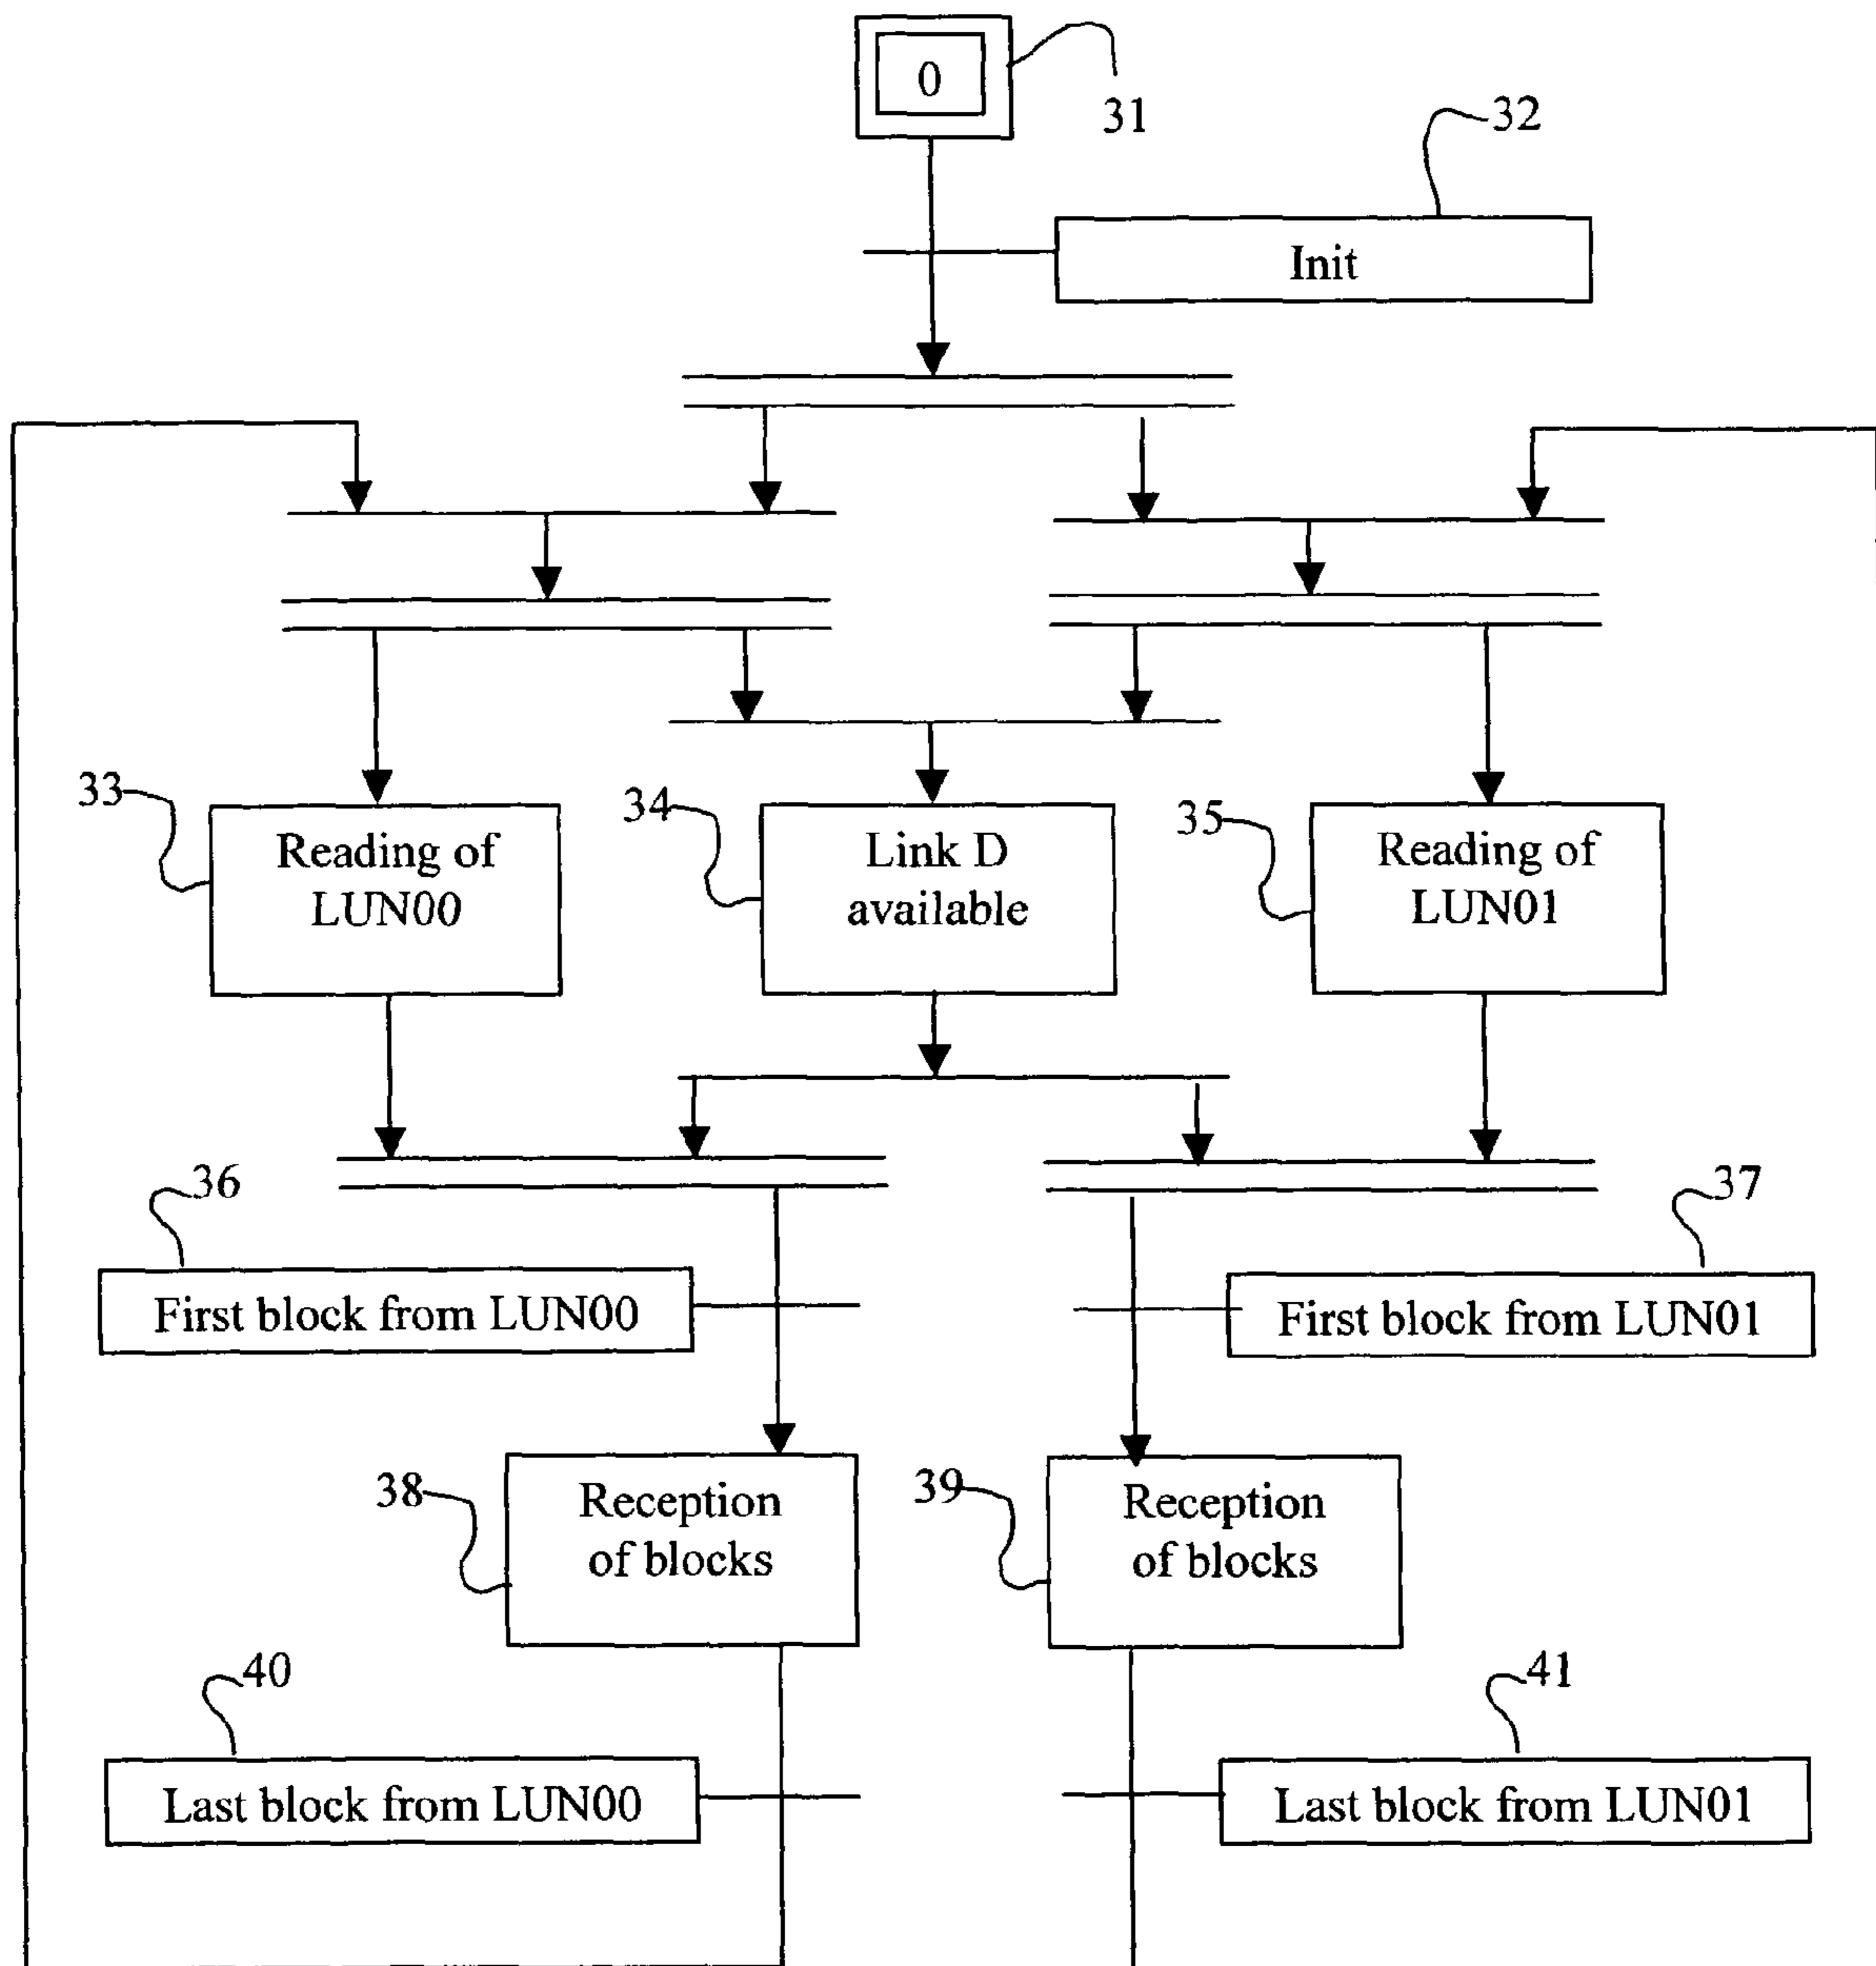 0
31
32
Init
33
Reading of
LUN00
34
Link D
available
35
Reading of
LUN01
36
First block from LUN00
37
First block from LUN01
38
Reception
of blocks
39
Reception
of blocks
40
Last block from LUN00
41
Last block from LUN01